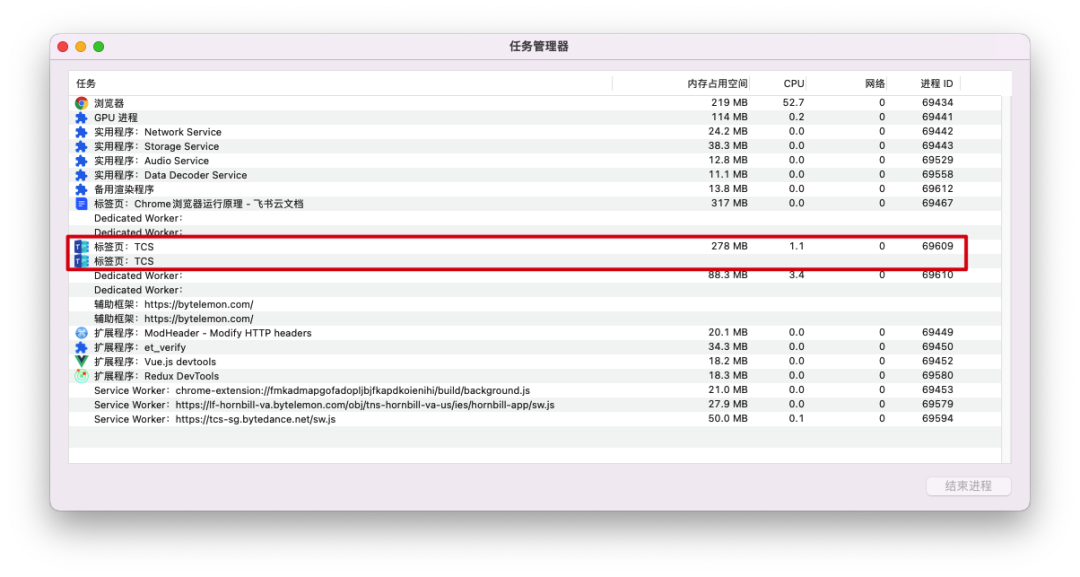 任务管理器
任务 内存占用空间 CPU 网络 进程 ID
浏览器 219 MB 52.7 0 69434
GPU 进程 114 MB 0.2 0 69441
实用程序：Network Service 24.2 MB 0.0 0 69442
实用程序：Storage Service 38.3 MB 0.0 0 69443
实用程序：Audio Service 12.8 MB 0.0 0 69529
实用程序：Data Decoder Service 11.1 MB 0.0 0 69558
备用渲染程序 13.8 MB 0.0 0 69612
标签页：Chrome浏览器运行原理 - 飞书云文档 317 MB 0.0 0 69467
Dedicated Worker：
Dedicated Worker：
标签页：TCS 278 MB 1.1 0 69609
标签页：TCS
Dedicated Worker： 88.3 MB 3.4 0 69610
Dedicated Worker：
辅助框架：https://bytelemon.com/
辅助框架：https://bytelemon.com/
扩展程序：ModHeader - Modify HTTP headers 20.1 MB 0.0 0 69449
扩展程序：et_verify 34.3 MB 0.0 0 69450
扩展程序：Vue.js devtools 18.2 MB 0.0 0 69452
扩展程序：Redux DevTools 18.3 MB 0.0 0 69580
Service Worker：chrome-extension://fmkadmapgofadopljbjfkapdkoienihi/build/background.js 21.0 MB 0.0 0 69453
Service Worker：https://lf-hornbill-va.bytelemon.com/obj/tns-hornbill-va-us/ies/hornbill-app/sw.js 27.9 MB 0.0 0 69579
Service Worker：https://tcs-sg.bytedance.net/sw.js 50.0 MB 0.1 0 69594
结束进程